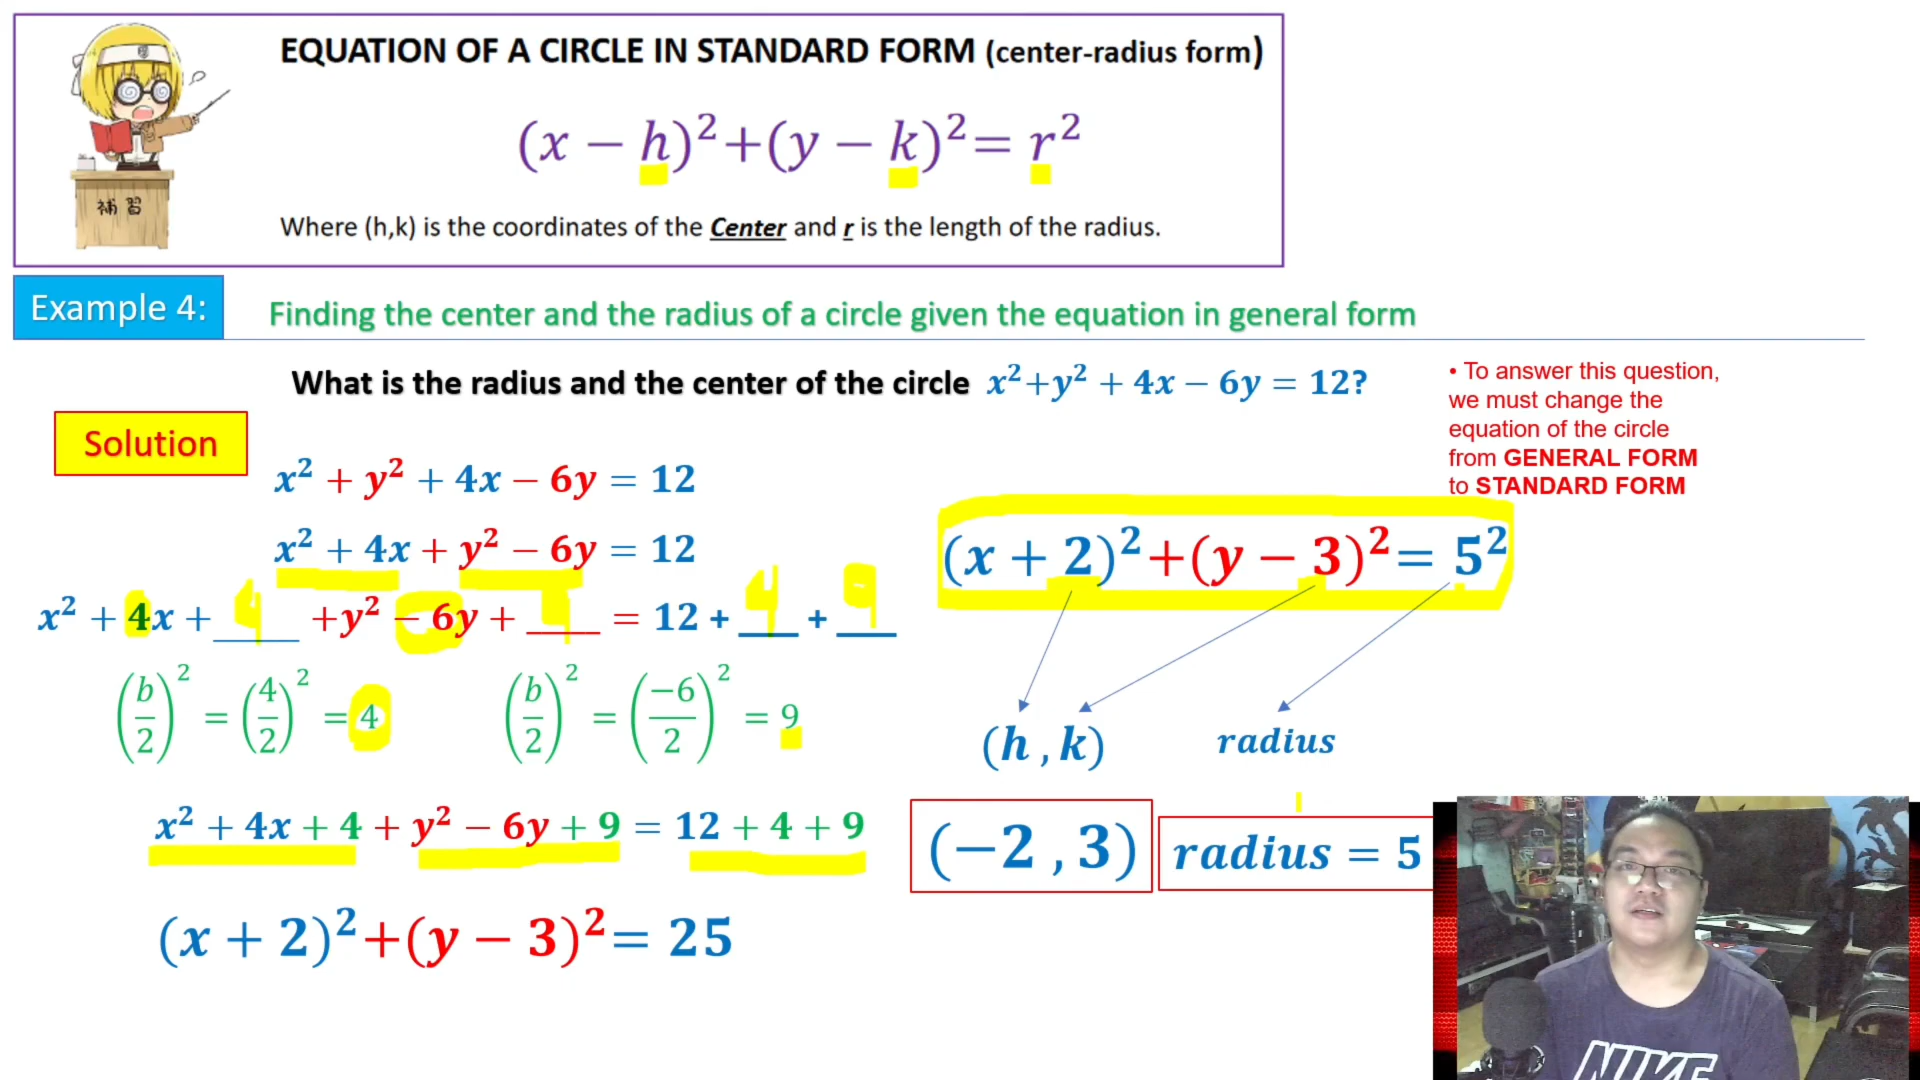 EQUATION OF A CIRCLE IN STANDARD FORM (center-radius form)
(x − h)²+(y − k)²= r²
補習
Where (h,k) is the coordinates of the Center and r is the length of the radius.
Example 4:
Finding the center and the radius of a circle given the equation in general form
What is the radius and the center of the circle x²+y² + 4x − 6y = 12?
• To answer this question,
we must change the
equation of the circle
from GENERAL FORM
to STANDARD FORM
Solution
x² + y² + 4x − 6y = 12
x² + 4x + y² − 6y = 12
x² + 4x + 4 +y² − 6y + 9 = 12 + 4 + 9
(b/2)² = (4/2)² = 4
(b/2)² = (−6/2)² = 9
x² + 4x + 4 + y² − 6y + 9 = 12 + 4 + 9
(x + 2)²+(y − 3)²= 25
(x + 2)²+(y − 3)²= 5²
(h , k)
radius
(−2 , 3)
radius = 5
NIKE